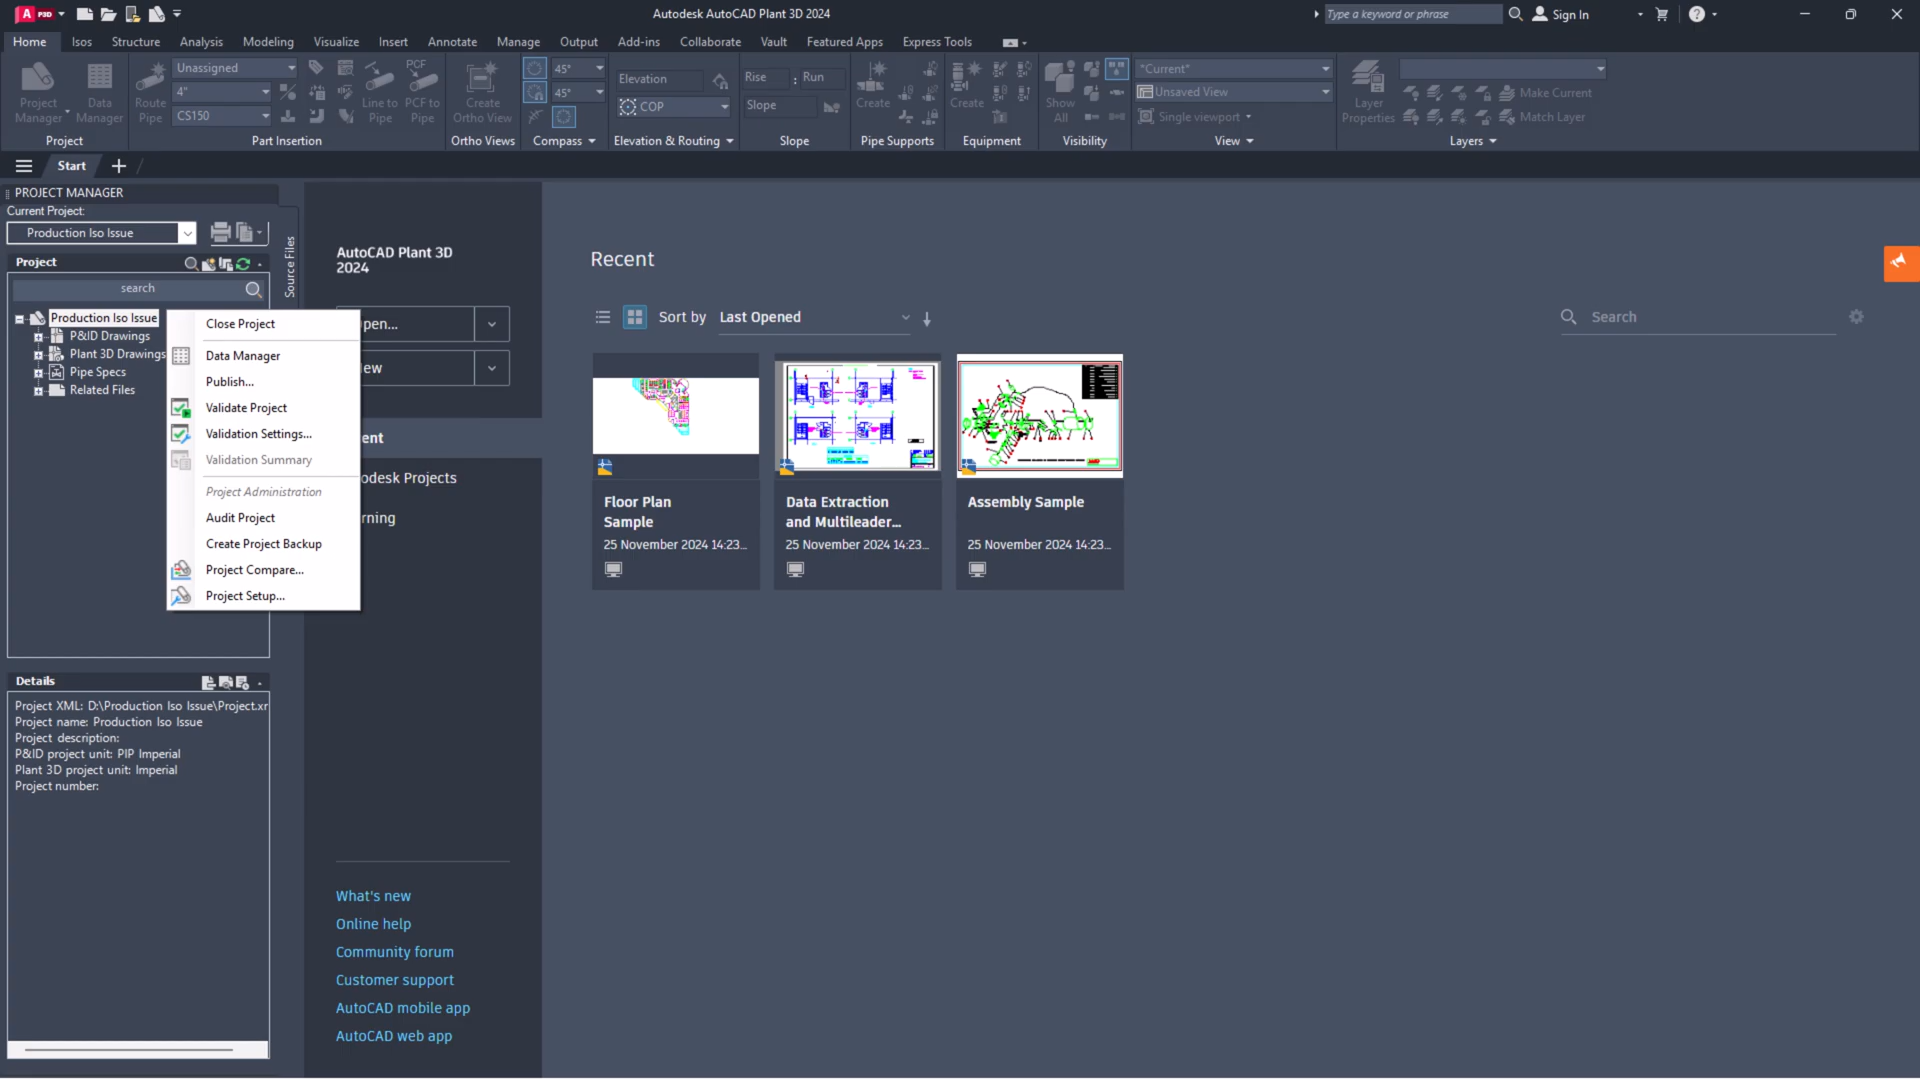 A P3D
Autodesk AutoCAD Plant 3D 2024
Type a keyword or phrase
Sign In
Home Isos Structure Analysis Modeling Visualize Insert Annotate Manage Output Add-ins Collaborate Vault Featured Apps Express Tools
Project Manager
Data Manager
Project
Route Pipe
Unassigned
4"
CS150
Line to Pipe
PCF
PCF to Pipe
Part Insertion
Create Ortho View
Ortho Views
45°
45°
Compass
Elevation
COP
Elevation & Routing
Rise : Run
Slope
Slope
Create
Pipe Supports
Create
Equipment
Show All
Visibility
"Current"
Unsaved View
Single viewport
View
Layer Properties
Make Current
Match Layer
Layers
Start
PROJECT MANAGER
Current Project:
Production Iso Issue
Project
search
Source Files
Production Iso Issue
P&ID Drawings
Plant 3D Drawings
Pipe Specs
Related Files
Close Project
Data Manager
Publish...
Validate Project
Validation Settings...
Validation Summary
Project Administration
Audit Project
Create Project Backup
Project Compare...
Project Setup...
Details
Project XML: D:\Production Iso Issue\Project.xr
Project name: Production Iso Issue
Project description:
P&ID project unit: PIP Imperial
Plant 3D project unit: Imperial
Project number:
AutoCAD Plant 3D
2024
pen...
ew
ent
odesk Projects
rning
What's new
Online help
Community forum
Customer support
AutoCAD mobile app
AutoCAD web app
Recent
Sort by Last Opened
Search
Floor Plan
Sample
25 November 2024 14:23...
Data Extraction
and Multileader...
25 November 2024 14:23...
Assembly Sample
25 November 2024 14:23...